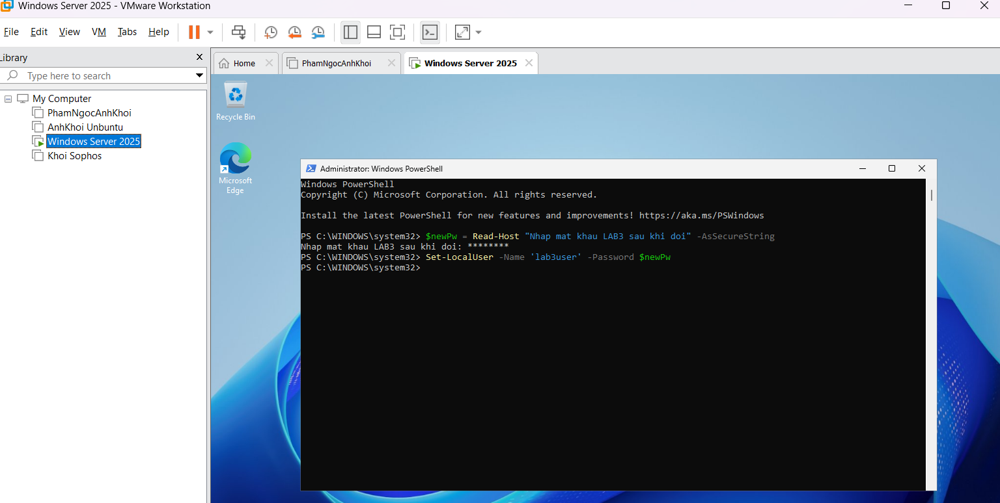 Windows Server 2025 - VMware Workstation
File Edit View VM Tabs Help
Library
Type here to search
My Computer
PhamNgocAnhKhoi
AnhKhoi Unbuntu
Windows Server 2025
Khoi Sophos
Home PhamNgocAnhKhoi Windows Server 2025
Recycle Bin
Microsoft
Edge
Administrator: Windows PowerShell
Windows PowerShell
Copyright (C) Microsoft Corporation. All rights reserved.
Install the latest PowerShell for new features and improvements! https://aka.ms/PSWindows
PS C:\WINDOWS\system32> $newPw = Read-Host "Nhap mat khau LAB3 sau khi doi" -AsSecureString
Nhap mat khau LAB3 sau khi doi: ********
PS C:\WINDOWS\system32> Set-LocalUser -Name 'lab3user' -Password $newPw
PS C:\WINDOWS\system32>